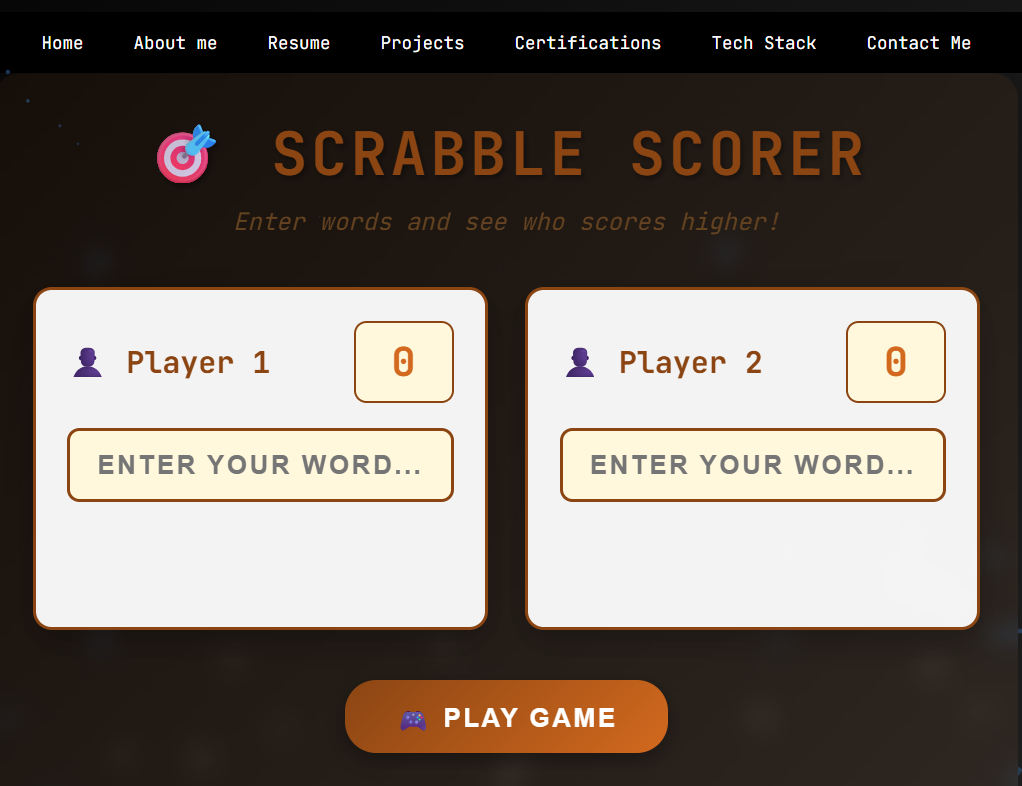 Home About me Resume Projects Certifications Tech Stack Contact Me
SCRABBLE SCORER
Enter words and see who scores higher!
Player 1 0
ENTER YOUR WORD...
Player 2 0
ENTER YOUR WORD...
PLAY GAME